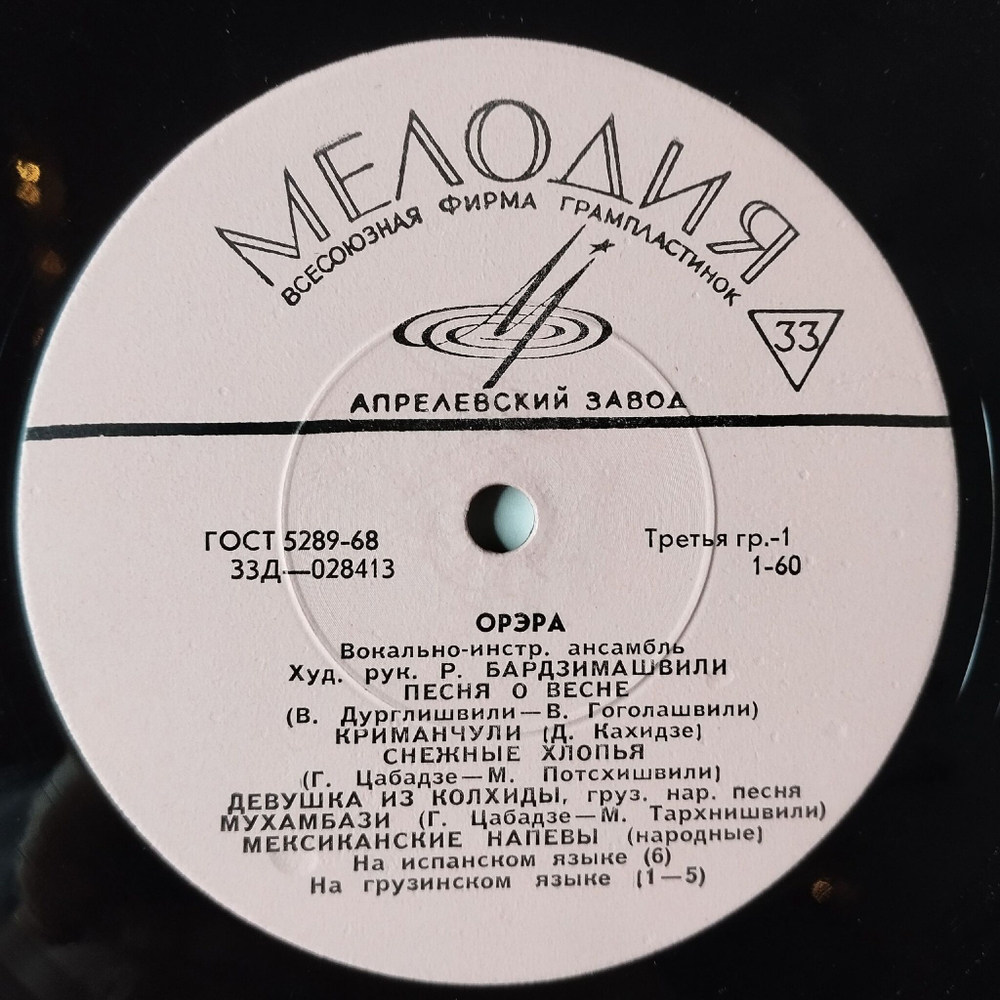 МЕЛОДИЯ
ВСЕСОЮЗНАЯ ФИРМА ГРАМПЛАСТИНОК
33
АПРЕЛЕВСКИЙ ЗАВОД
ГОСТ 5289-68
Третья гр.-1
33Д—028413
1-60
ОРЭРА
Вокально-инстр. ансамбль
Худ. рук. Р. БАРДЗИМАШВИЛИ
ПЕСНЯ О ВЕСНЕ
(В. Дурглишвили—В. Гоголашвили)
КРИМАНЧУЛИ (Д. Кахидзе)
СНЕЖНЫЕ ХЛОПЬЯ
(Г. Цабадзе—М. Потсхишвили)
ДЕВУШКА ИЗ КОЛХИДЫ, груз. нар. песня
МУХАМБАЗИ (Г. Цабадзе—М. Тархнишвили)
МЕКСИКАНСКИЕ НАПЕВЫ (народные)
На испанском языке (6)
На грузинском языке (1—5)